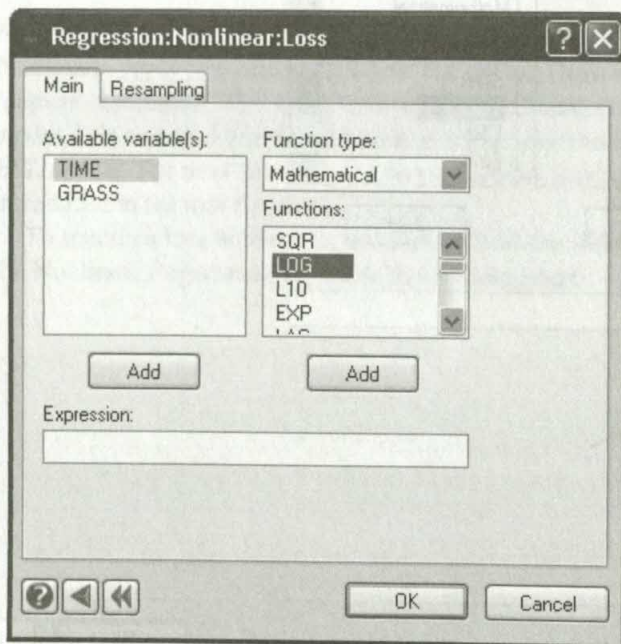 Regression:Nonlinear:Loss
Main Resampling
Available variable(s):
TIME
GRASS
Add
Function type:
Mathematical
Functions:
SQR
LOG
L10
EXP
Add
Expression:
OK Cancel